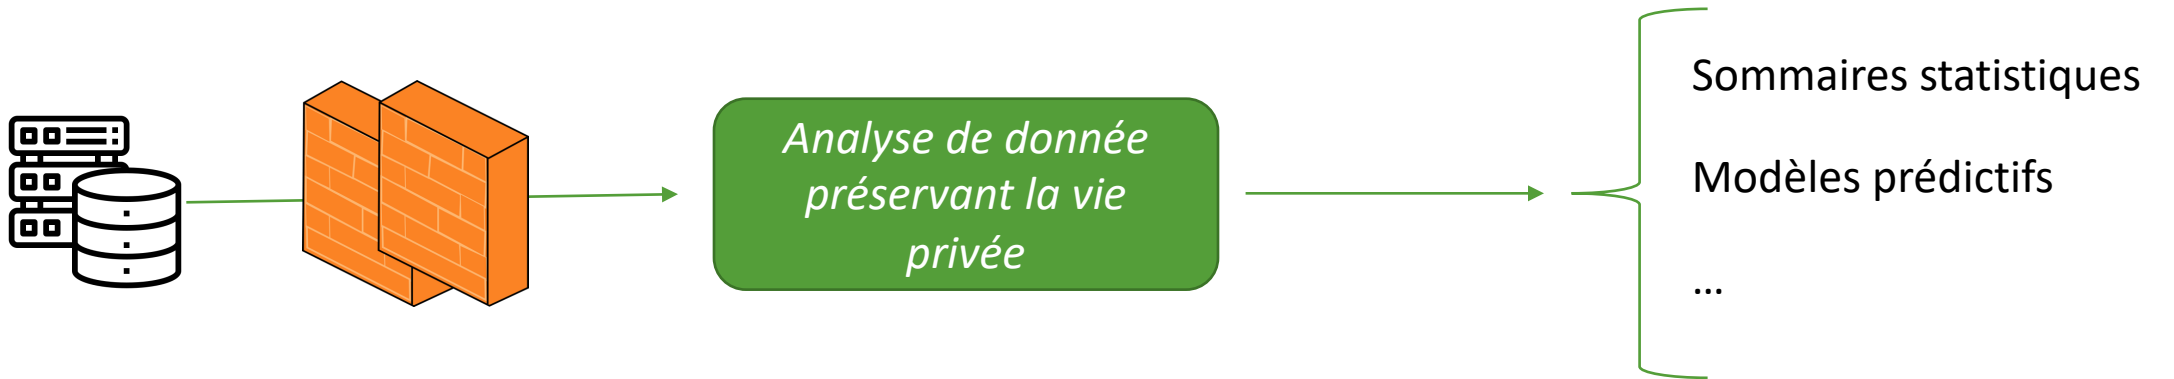 Analyse de donnée
préservant la vie
privée
Sommaires statistiques
Modèles prédictifs
...